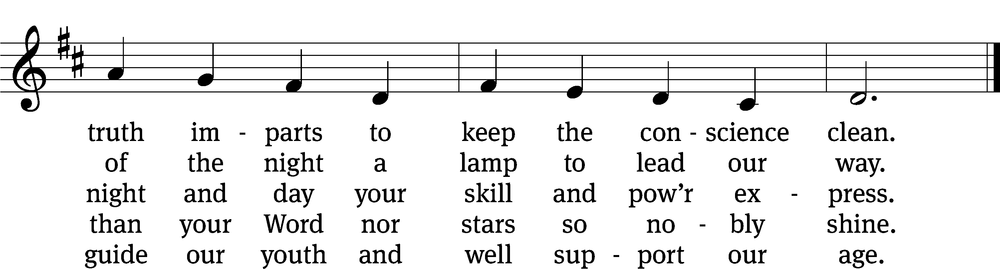 truth im - parts to keep the con - science clean.
of the night a lamp to lead our way.
night and day your skill and pow’r ex - press.
than your Word nor stars so no - bly shine.
guide our youth and well sup - port our age.